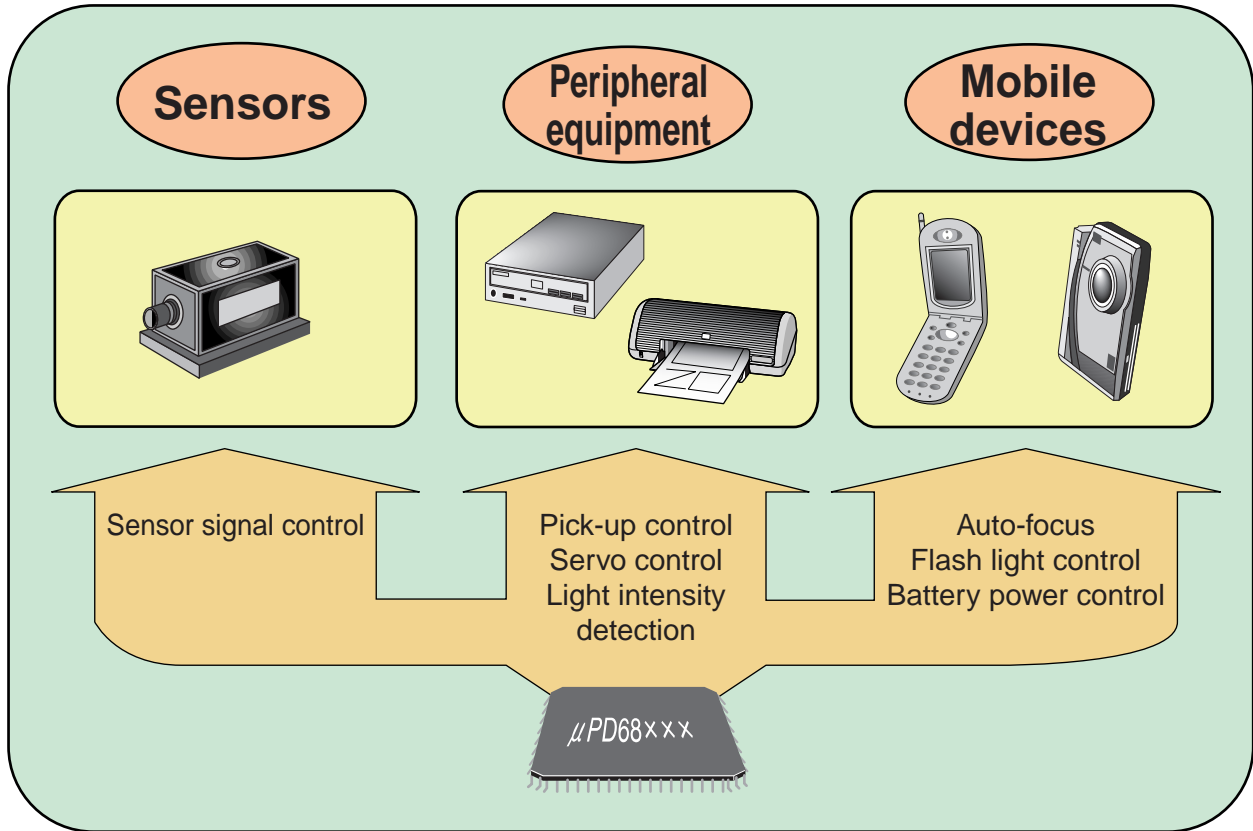 Sensors
Peripheral
equipment
Mobile
devices
Sensor signal control
Pick-up control
Servo control
Light intensity
detection
Auto-focus
Flash light control
Battery power control
μPD68×××